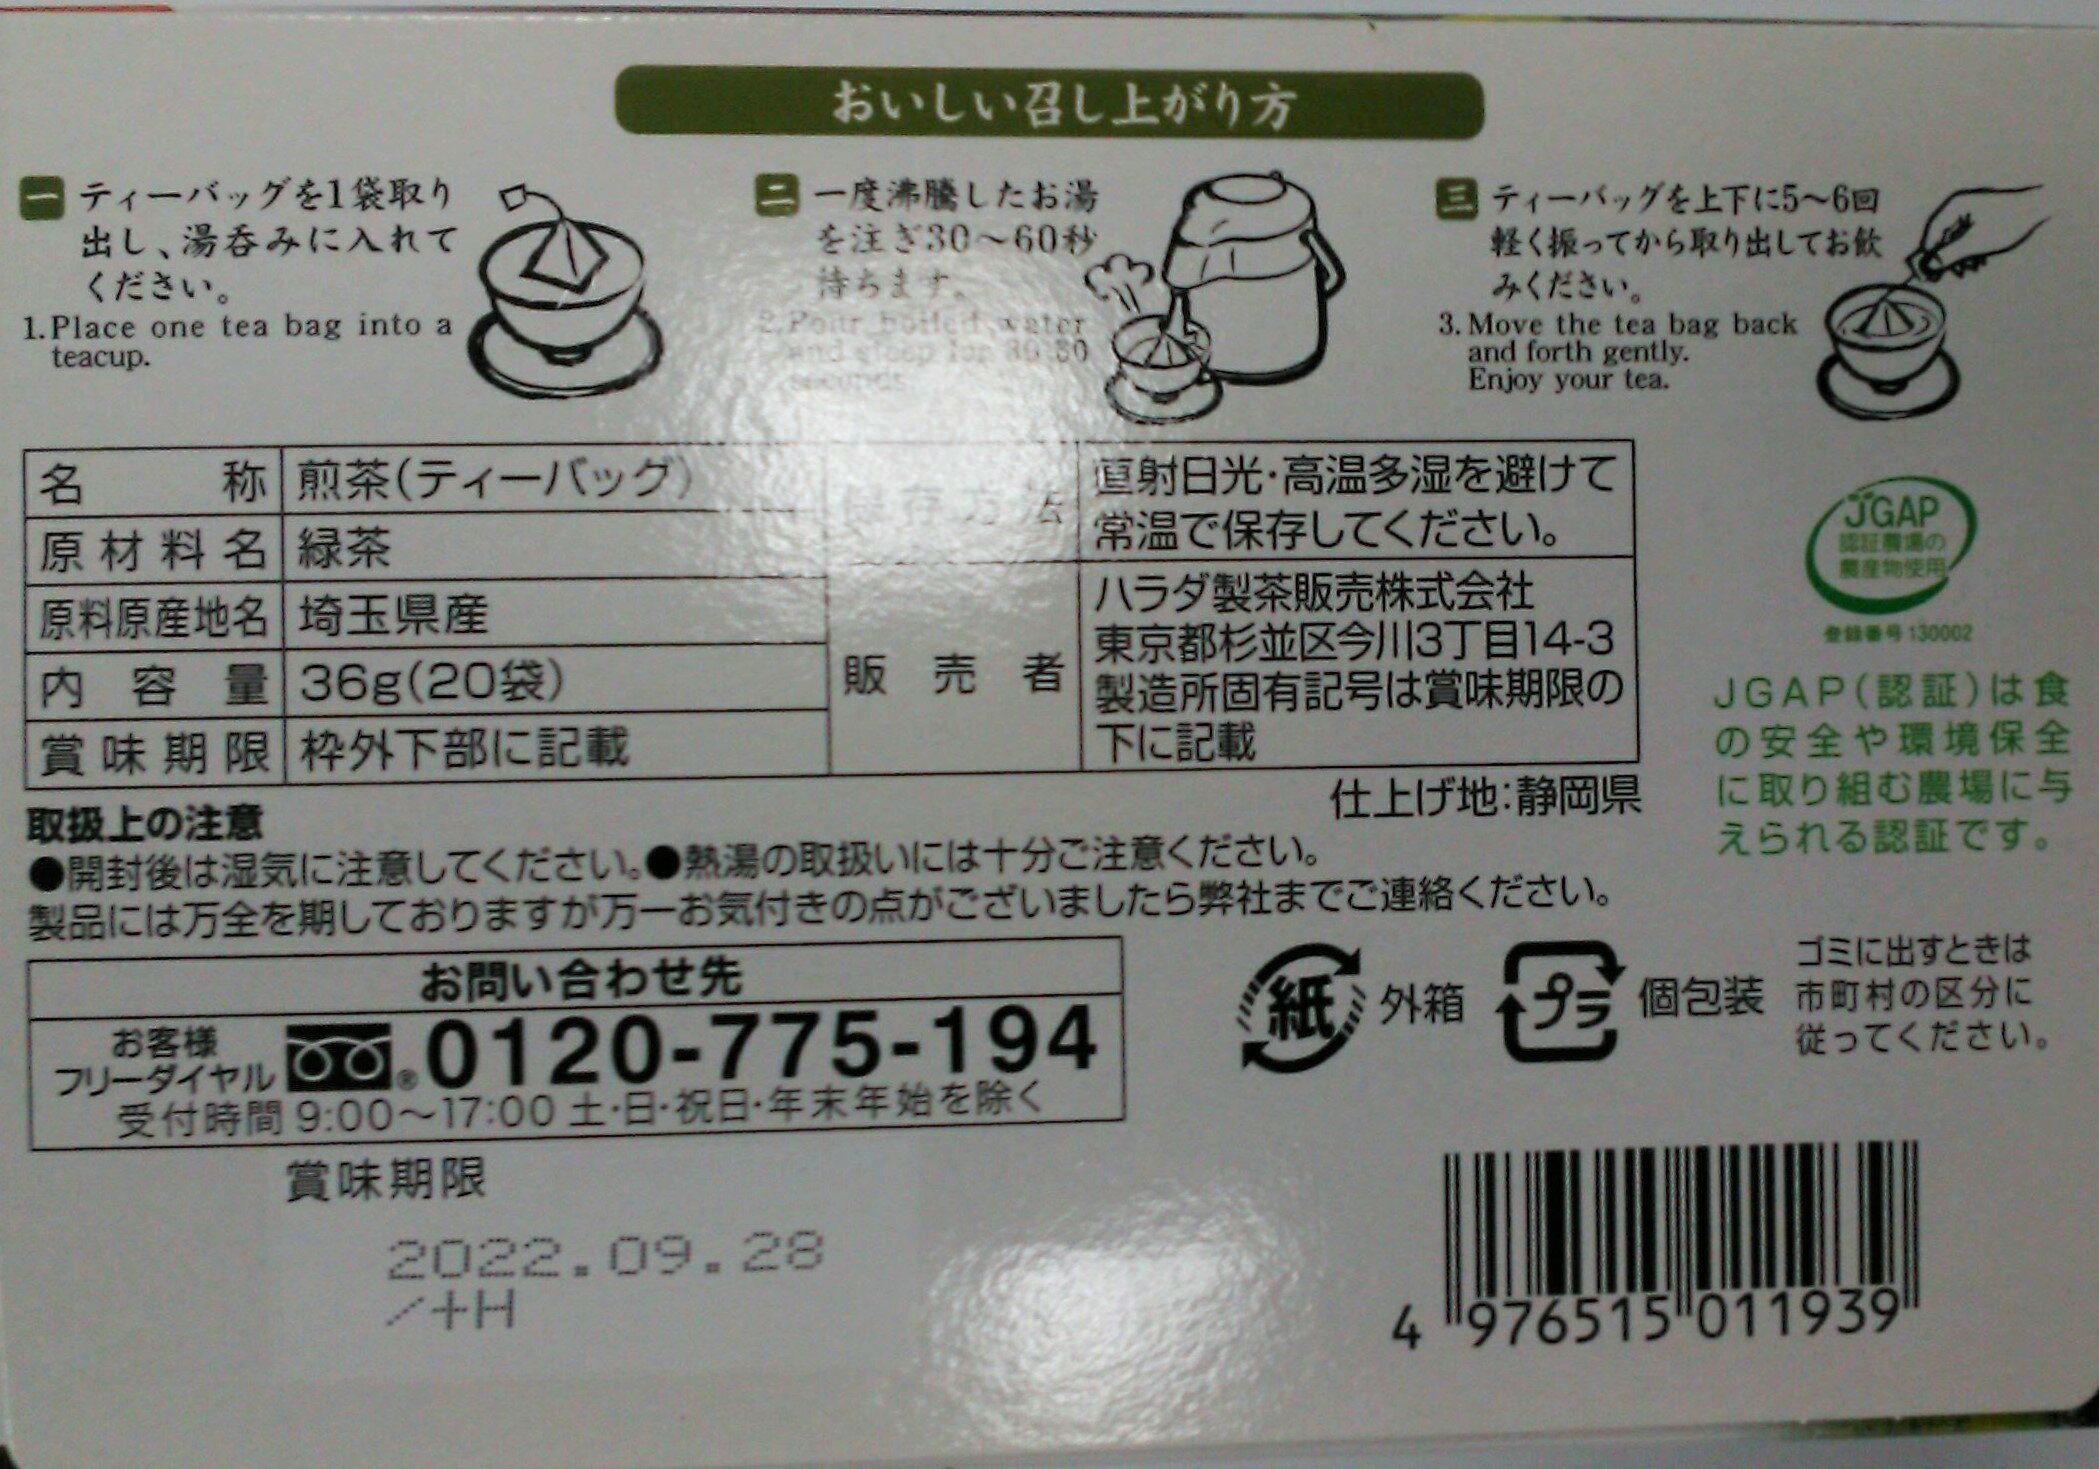 おいしい召し上がり方
一 ティーバッグを1袋取り
出し、湯呑みに入れて
ください。
1. Place one tea bag into a
teacup.
二 一度沸騰したお湯
を注ぎ30～60秒
待ちます。
2. Pour boiled water
and steep for 30-60
seconds.
三 ティーバッグを上下に5～6回
軽く振ってから取り出してお飲
みください。
3. Move the tea bag back
and forth gently.
Enjoy your tea.
名称 煎茶(ティーバッグ)
原材料名 緑茶
原料原産地名 埼玉県産
内容量 36g(20袋)
賞味期限 枠外下部に記載
保存方法 直射日光・高温多湿を避けて
常温で保存してください。
販売者 ハラダ製茶販売株式会社
東京都杉並区今川3丁目14-3
製造所固有記号は賞味期限の
下に記載
仕上げ地:静岡県
JGAP
認証農場の
農産物使用
登録番号 130002
JGAP(認証)は食
の安全や環境保全
に取り組む農場に与
えられる認証です。
取扱上の注意
●開封後は湿気に注意してください。●熱湯の取扱いには十分ご注意ください。
製品には万全を期しておりますが万一お気付きの点がございましたら弊社までご連絡ください。
お問い合わせ先
お客様
フリーダイヤル ® 0120-775-194
受付時間 9:00～17:00 土・日・祝日・年末年始を除く
紙 外箱
プラ 個包装
ゴミに出すときは
市町村の区分に
従ってください。
賞味期限
2022.09.28
/+H
4 976515 011939